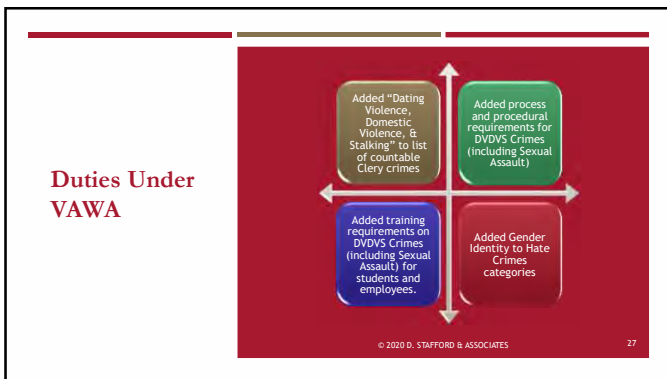 Duties Under
VAWA
Added “Dating
Violence,
Domestic
Violence, &
Stalking” to list
of countable
Clery crimes
Added process
and procedural
requirements for
DVDVS Crimes
(including Sexual
Assault)
Added training
requirements on
DVDVS Crimes
(including Sexual
Assault) for
students and
employees.
Added Gender
Identity to Hate
Crimes
categories
© 2020 D. STAFFORD & ASSOCIATES
27